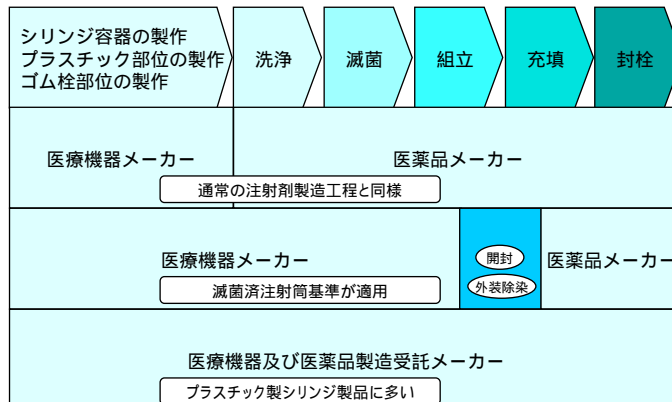 シリンジ容器の製作
プラスチック部位の製作
ゴム栓部位の製作
洗浄
滅菌
組立
充填
封栓
医療機器メーカー
医薬品メーカー
通常の注射剤製造工程と同様
医療機器メーカー
開封
外装除染
医薬品メーカー
滅菌済注射筒基準が適用
医療機器及び医薬品製造受託メーカー
プラスチック製シリンジ製品に多い